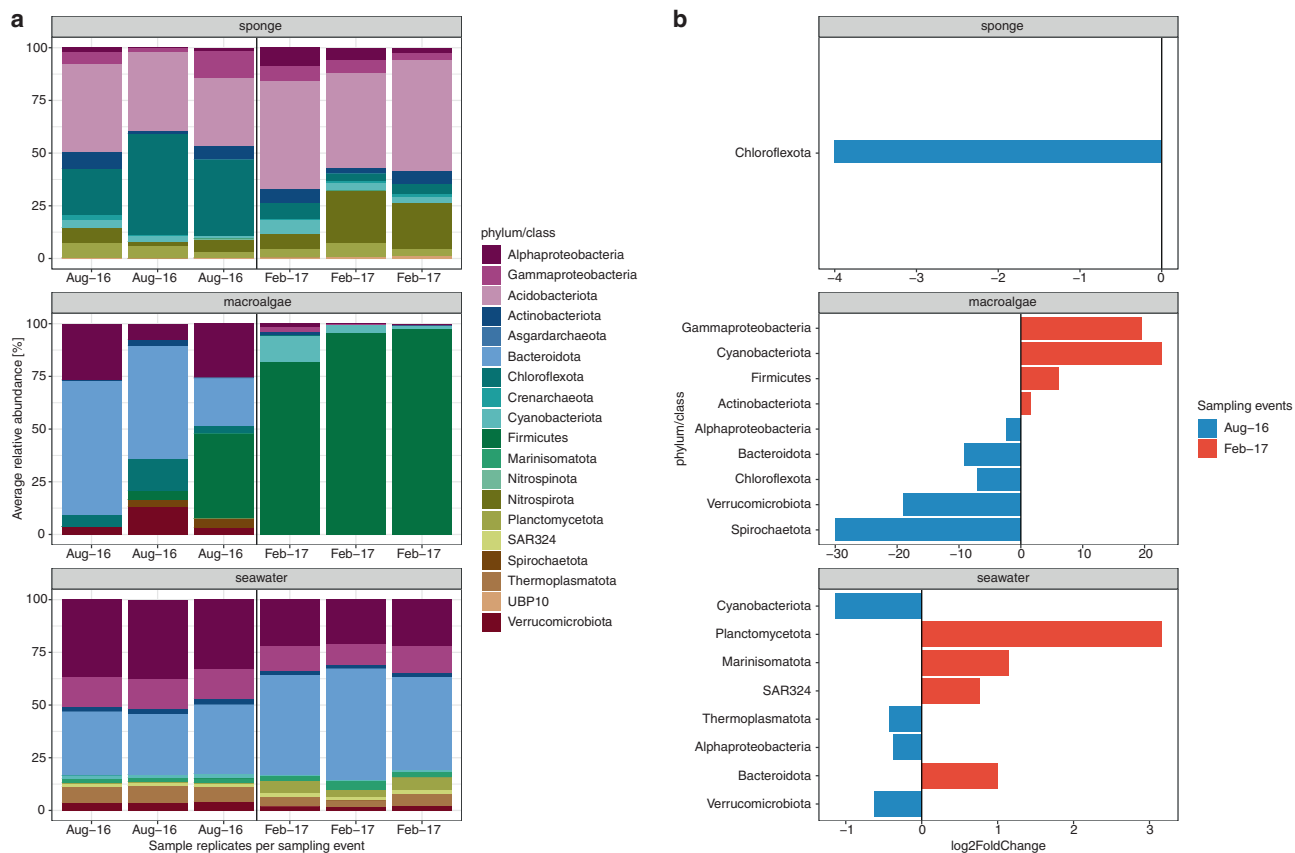 a
sponge
100
75
50
25
0
Aug−16 Aug−16 Aug−16 Feb−17 Feb−17 Feb−17
macroalgae
100
75
50
25
0
Aug−16 Aug−16 Aug−16 Feb−17 Feb−17 Feb−17
seawater
100
75
50
25
0
Aug−16 Aug−16 Aug−16 Feb−17 Feb−17 Feb−17
Sample replicates per sampling event
Average relative abundance [%]
phylum/class
Alphaproteobacteria
Gammaproteobacteria
Acidobacteriota
Actinobacteriota
Asgardarchaeota
Bacteroidota
Chloroflexota
Crenarchaeota
Cyanobacteriota
Firmicutes
Marinisomatota
Nitrospinota
Nitrospirota
Planctomycetota
SAR324
Spirochaetota
Thermoplasmatota
UBP10
Verrucomicrobiota
b
sponge
Chloroflexota
−4 −3 −2 −1 0
macroalgae
Gammaproteobacteria
Cyanobacteriota
Firmicutes
Actinobacteriota
Alphaproteobacteria
Bacteroidota
Chloroflexota
Verrucomicrobiota
Spirochaetota
−30 −20 −10 0 10 20
seawater
Cyanobacteriota
Planctomycetota
Marinisomatota
SAR324
Thermoplasmatota
Alphaproteobacteria
Bacteroidota
Verrucomicrobiota
−1 0 1 2 3
log2FoldChange
phylum/class
Sampling events
Aug−16
Feb−17